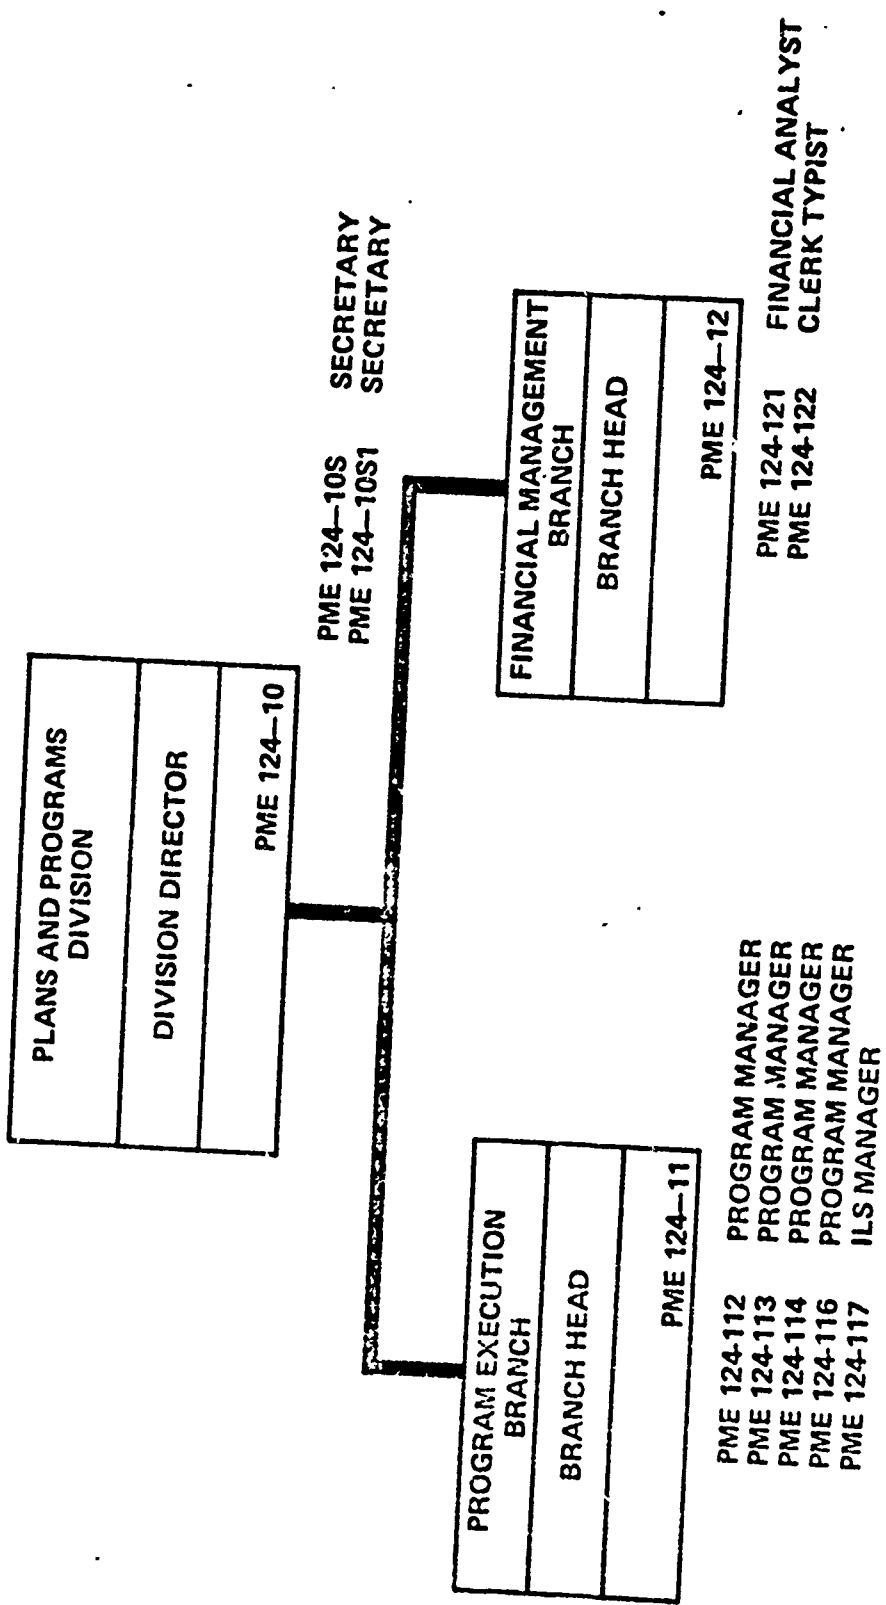 PLANS AND PROGRAMS
DIVISION
DIVISION DIRECTOR
PME 124–10
PME 124–10S SECRETARY
PME 124–10S1 SECRETARY
PROGRAM EXECUTION
BRANCH
BRANCH HEAD
PME 124–11
PME 124-112 PROGRAM MANAGER
PME 124-113 PROGRAM MANAGER
PME 124-114 PROGRAM MANAGER
PME 124-116 PROGRAM MANAGER
PME 124-117 ILS MANAGER
FINANCIAL MANAGEMENT
BRANCH
BRANCH HEAD
PME 124–12
PME 124-121 FINANCIAL ANALYST
PME 124-122 CLERK TYPIST